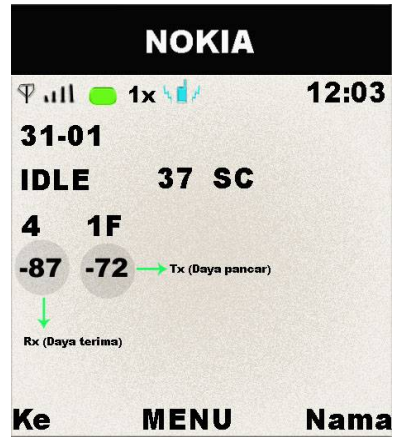 NOKIA
1x 12:03
31-01
IDLE 37 SC
4 1F
-87 -72 Tx (Daya pancar)
Rx (Daya terima)
Ke MENU Nama